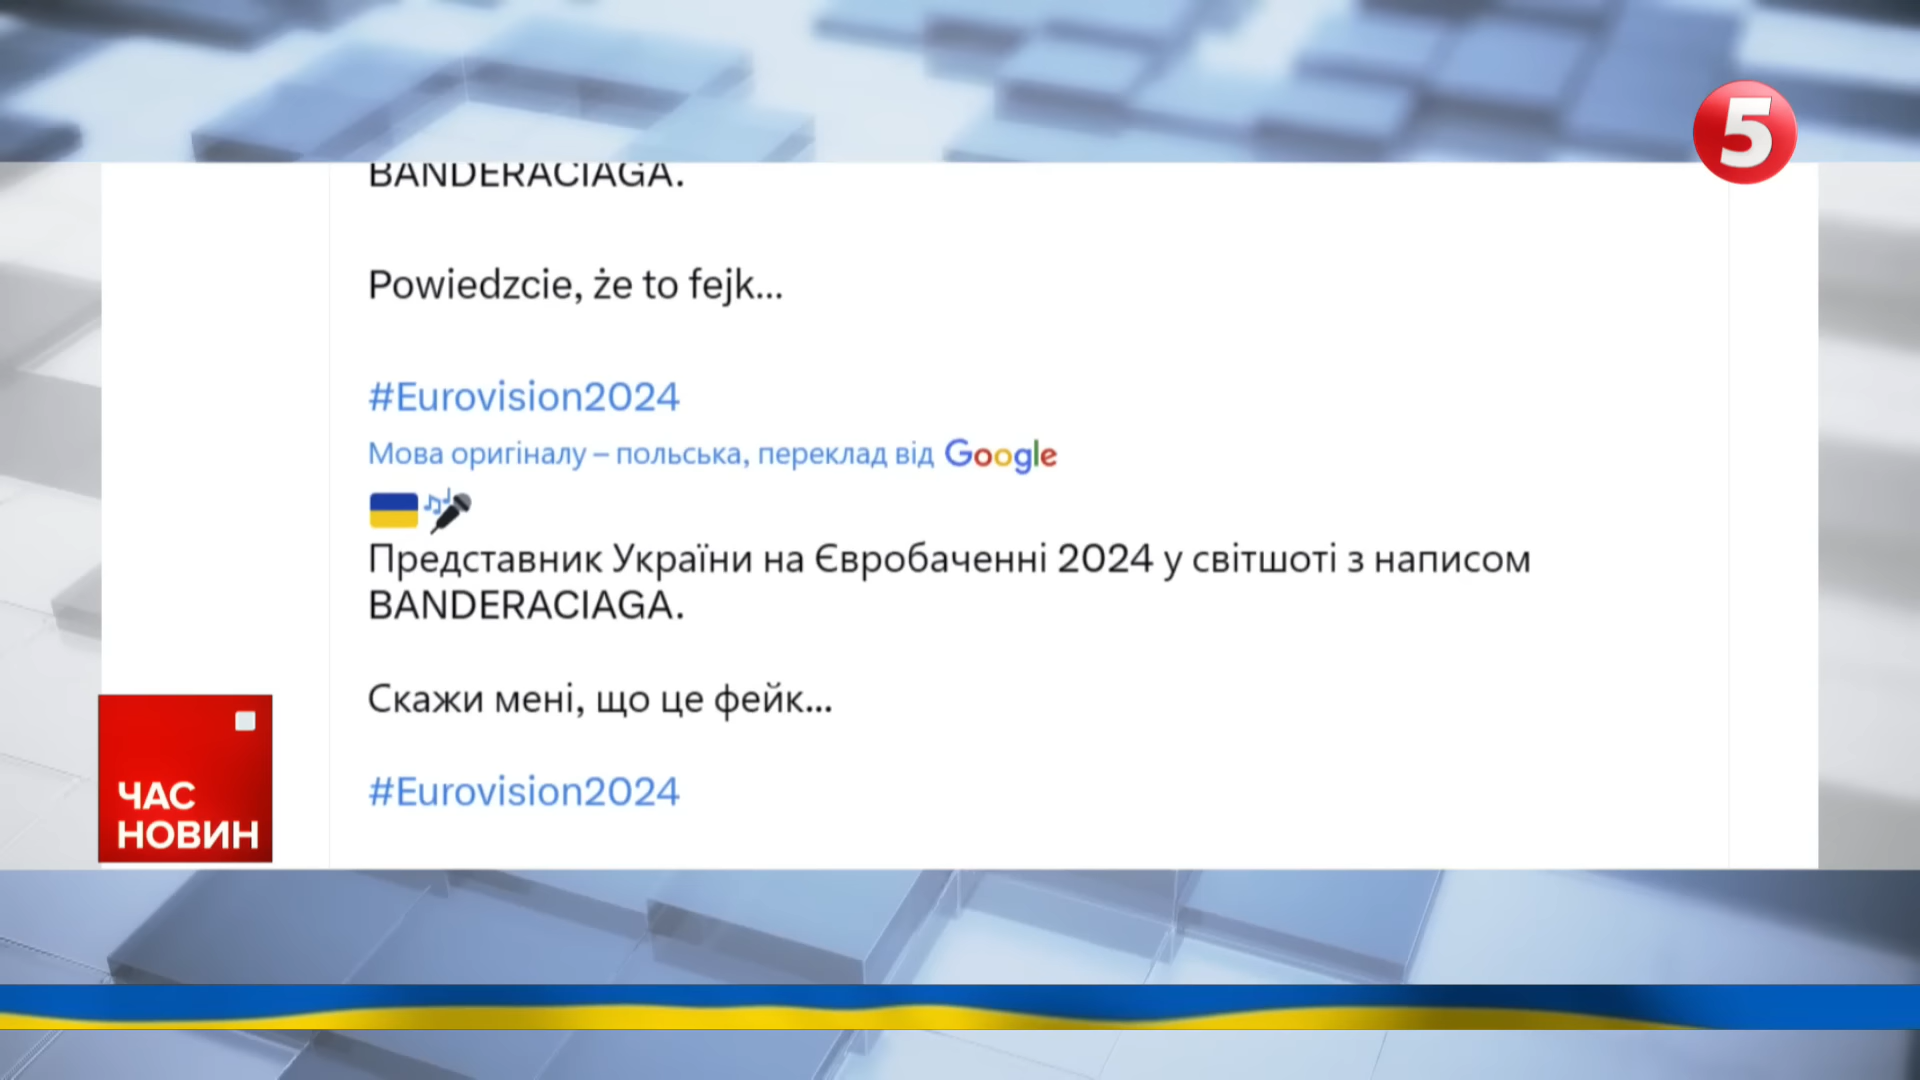 5
BANDERACIAGA.
Powiedzcie, że to fejk...
#Eurovision2024
Мова оригіналу – польська, переклад від Google
Представник України на Євробаченні 2024 у світшоті з написом
BANDERACIAGA.
Скажи мені, що це фейк...
#Eurovision2024
ЧАС
НОВИН